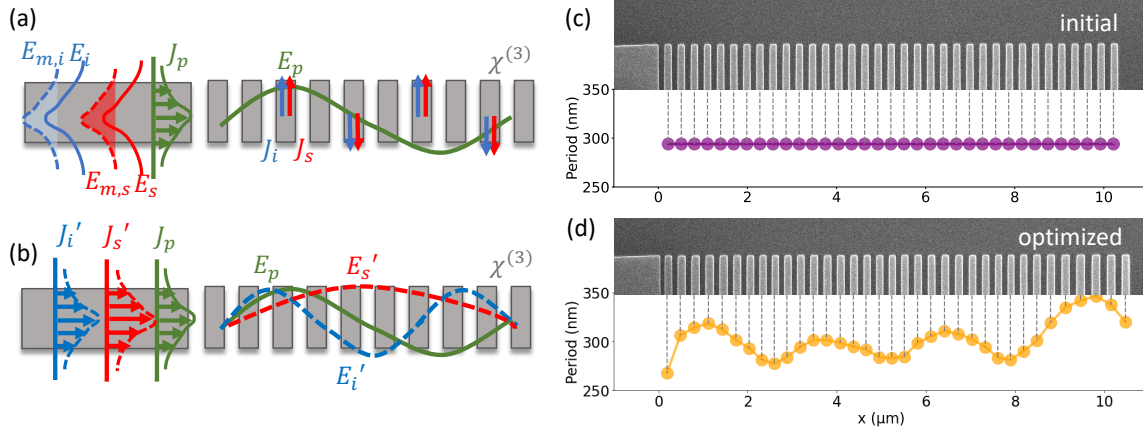 (a)
E_{m,i} E_i J_p
E_p
χ^{(3)}
J_i J_s
E_{m,s} E_s
(b)
J_i' J_s' J_p
E_p E_s'
χ^{(3)}
E_i'
(c)
initial
350
300
250
Period (nm)
0 2 4 6 8 10
(d)
optimized
350
300
250
Period (nm)
0 2 4 6 8 10
x (μm)